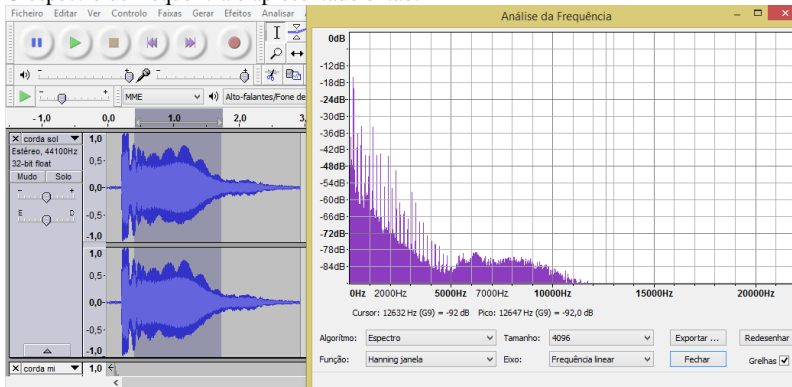 Ficheiro Editar Ver Controlo Faixas Gerar Efeitos Analisar
MME
Alto-falantes/Fone de
- 1,0 0,0 1,0 2,0 3,
X corda sol
Estéreo, 44100Hz
32-bit float
Mudo Solo
- +
E D
1,0
0,5-
0,0-
-0,5-
-1,0
1,0
0,5-
0,0-
-0,5-
-1,0
X corda mi
1,0
Análise da Frequência
0dB
-12dB
-18dB
-24dB
-30dB
-36dB
-42dB
-48dB
-54dB
-60dB
-66dB
-72dB
-78dB
-84dB
0Hz 2000Hz 5000Hz 7000Hz 10000Hz 15000Hz 20000Hz
Cursor: 12632 Hz (G9) = -92 dB Pico: 12647 Hz (G9) = -92,0 dB
Algoritmo: Espectro Tamanho: 4096 Exportar ... Redesenhar
Função: Hanning janela Eixo: Frequência linear Fechar Grelhas